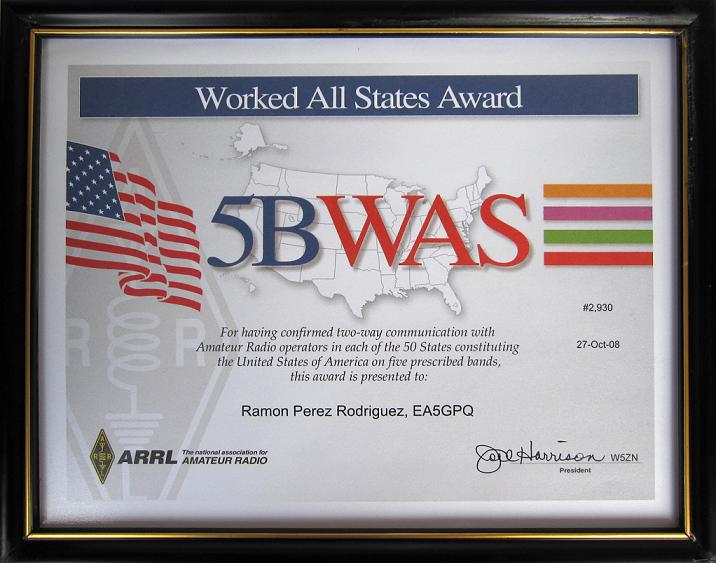 Worked All States Award
5BWAS
#2,930
For having confirmed two-way communication with
Amateur Radio operators in each of the 50 States constituting
the United States of America on five prescribed bands,
this award is presented to:
27-Oct-08
Ramon Perez Rodriguez, EA5GPQ
A
R R
L
ARRL The national association for
AMATEUR RADIO
Joel Harrison W5ZN
President
R R